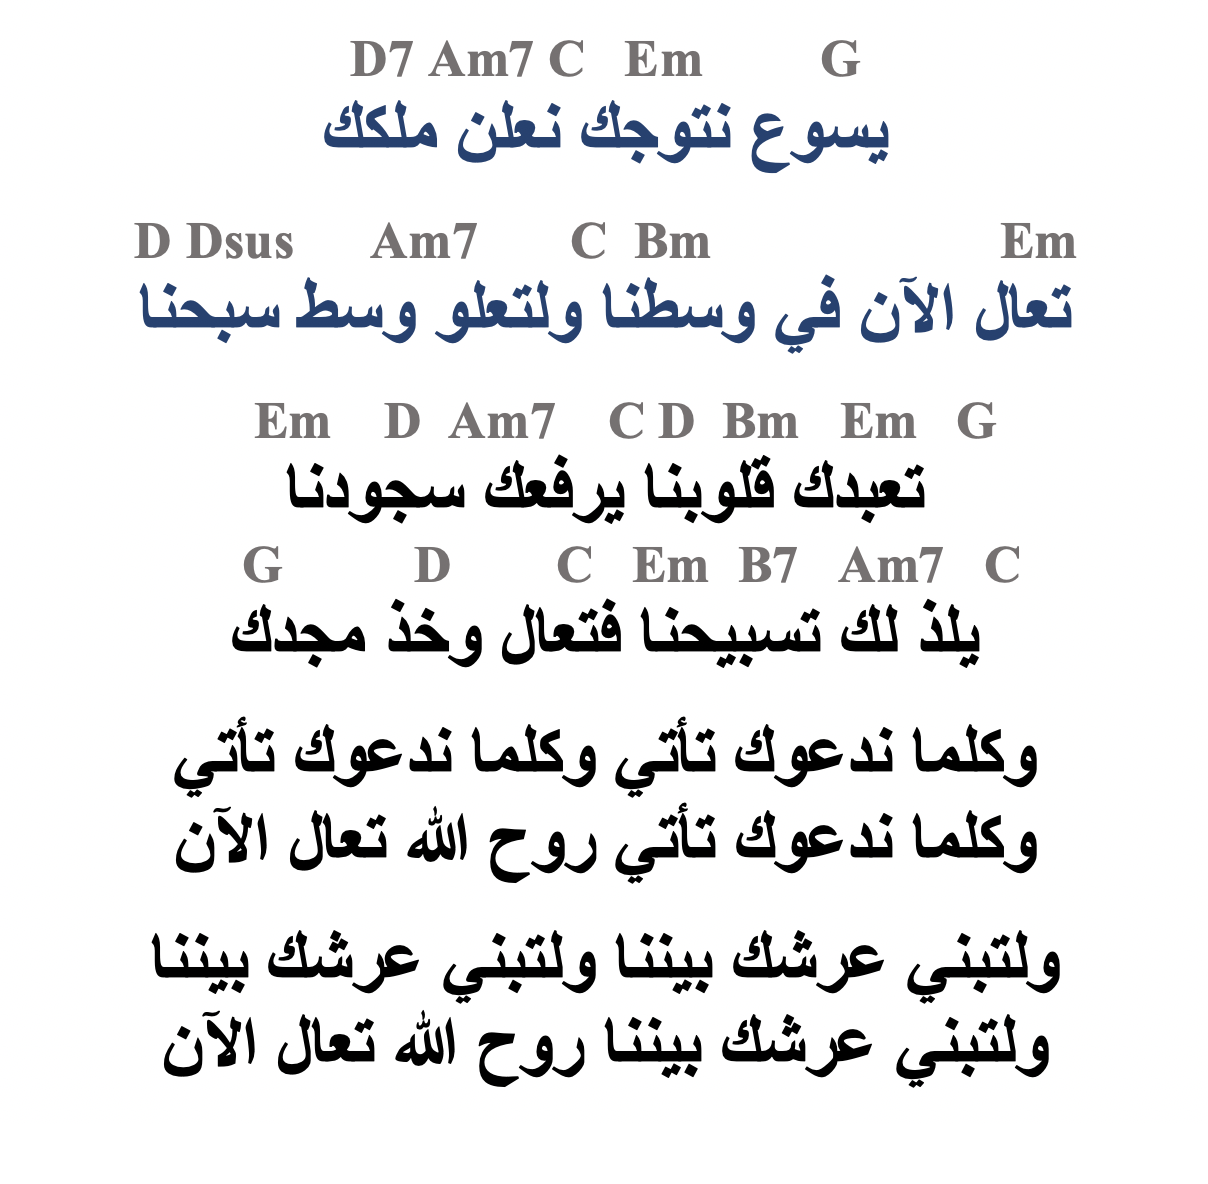 D7 Am7 C Em G
يسوع نتوجك نعلن ملكك
D Dsus Am7 C Bm Em
تعال الآن في وسطنا ولتعلو وسط سبحنا
Em D Am7 C D Bm Em G
تعبدك قلوبنا يرفعك سجودنا
G D C Em B7 Am7 C
يلذ لك تسبيحنا فتعال وخذ مجدك
وكلما ندعوك تأتي وكلما ندعوك تأتي
وكلما ندعوك تأتي روح الله تعال الآن
ولتبني عرشك بيننا ولتبني عرشك بيننا
ولتبني عرشك بيننا روح الله تعال الآن